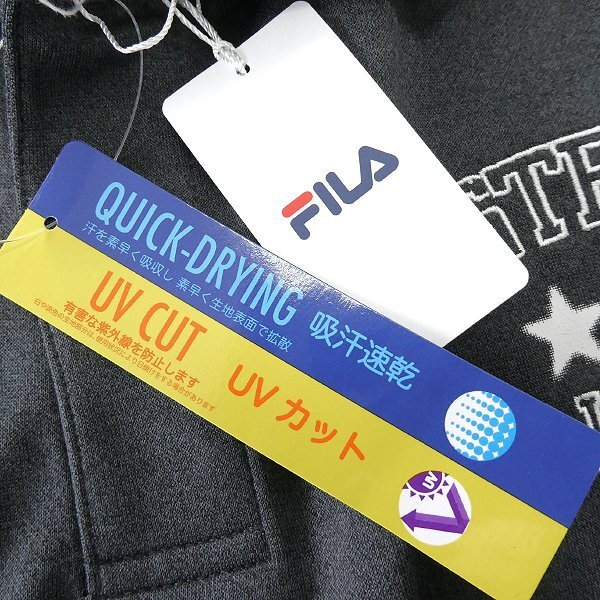 FILA
QUICK-DRYING 吸汗速乾
汗を素早く吸収し 素早く生地表面で拡散
UV CUT UVカット
有害な紫外線を防止します
UV